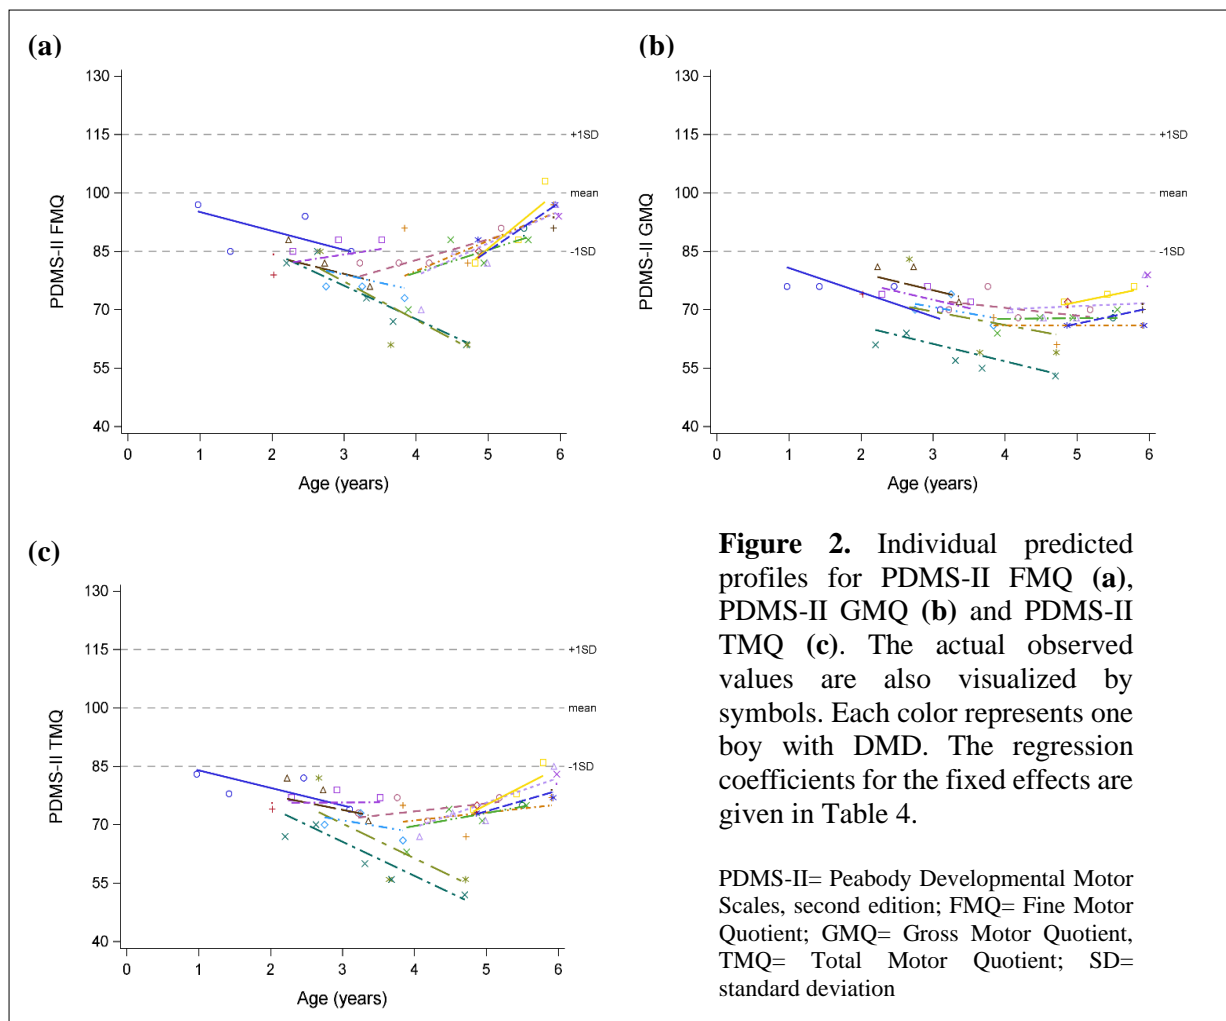 (a)
130
115
100
85
70
55
40
PDMS-II FMQ
+1SD
mean
-1SD
0 1 2 3 4 5 6
Age (years)
(b)
130
115
100
85
70
55
40
PDMS-II GMQ
+1SD
mean
-1SD
0 1 2 3 4 5 6
Age (years)
(c)
130
115
100
85
70
55
40
PDMS-II TMQ
+1SD
mean
-1SD
0 1 2 3 4 5 6
Age (years)
Figure 2. Individual predicted
profiles for PDMS-II FMQ (a),
PDMS-II GMQ (b) and PDMS-II
TMQ (c). The actual observed
values are also visualized by
symbols. Each color represents one
boy with DMD. The regression
coefficients for the fixed effects are
given in Table 4.
PDMS-II= Peabody Developmental Motor
Scales, second edition; FMQ= Fine Motor
Quotient; GMQ= Gross Motor Quotient,
TMQ= Total Motor Quotient; SD=
standard deviation